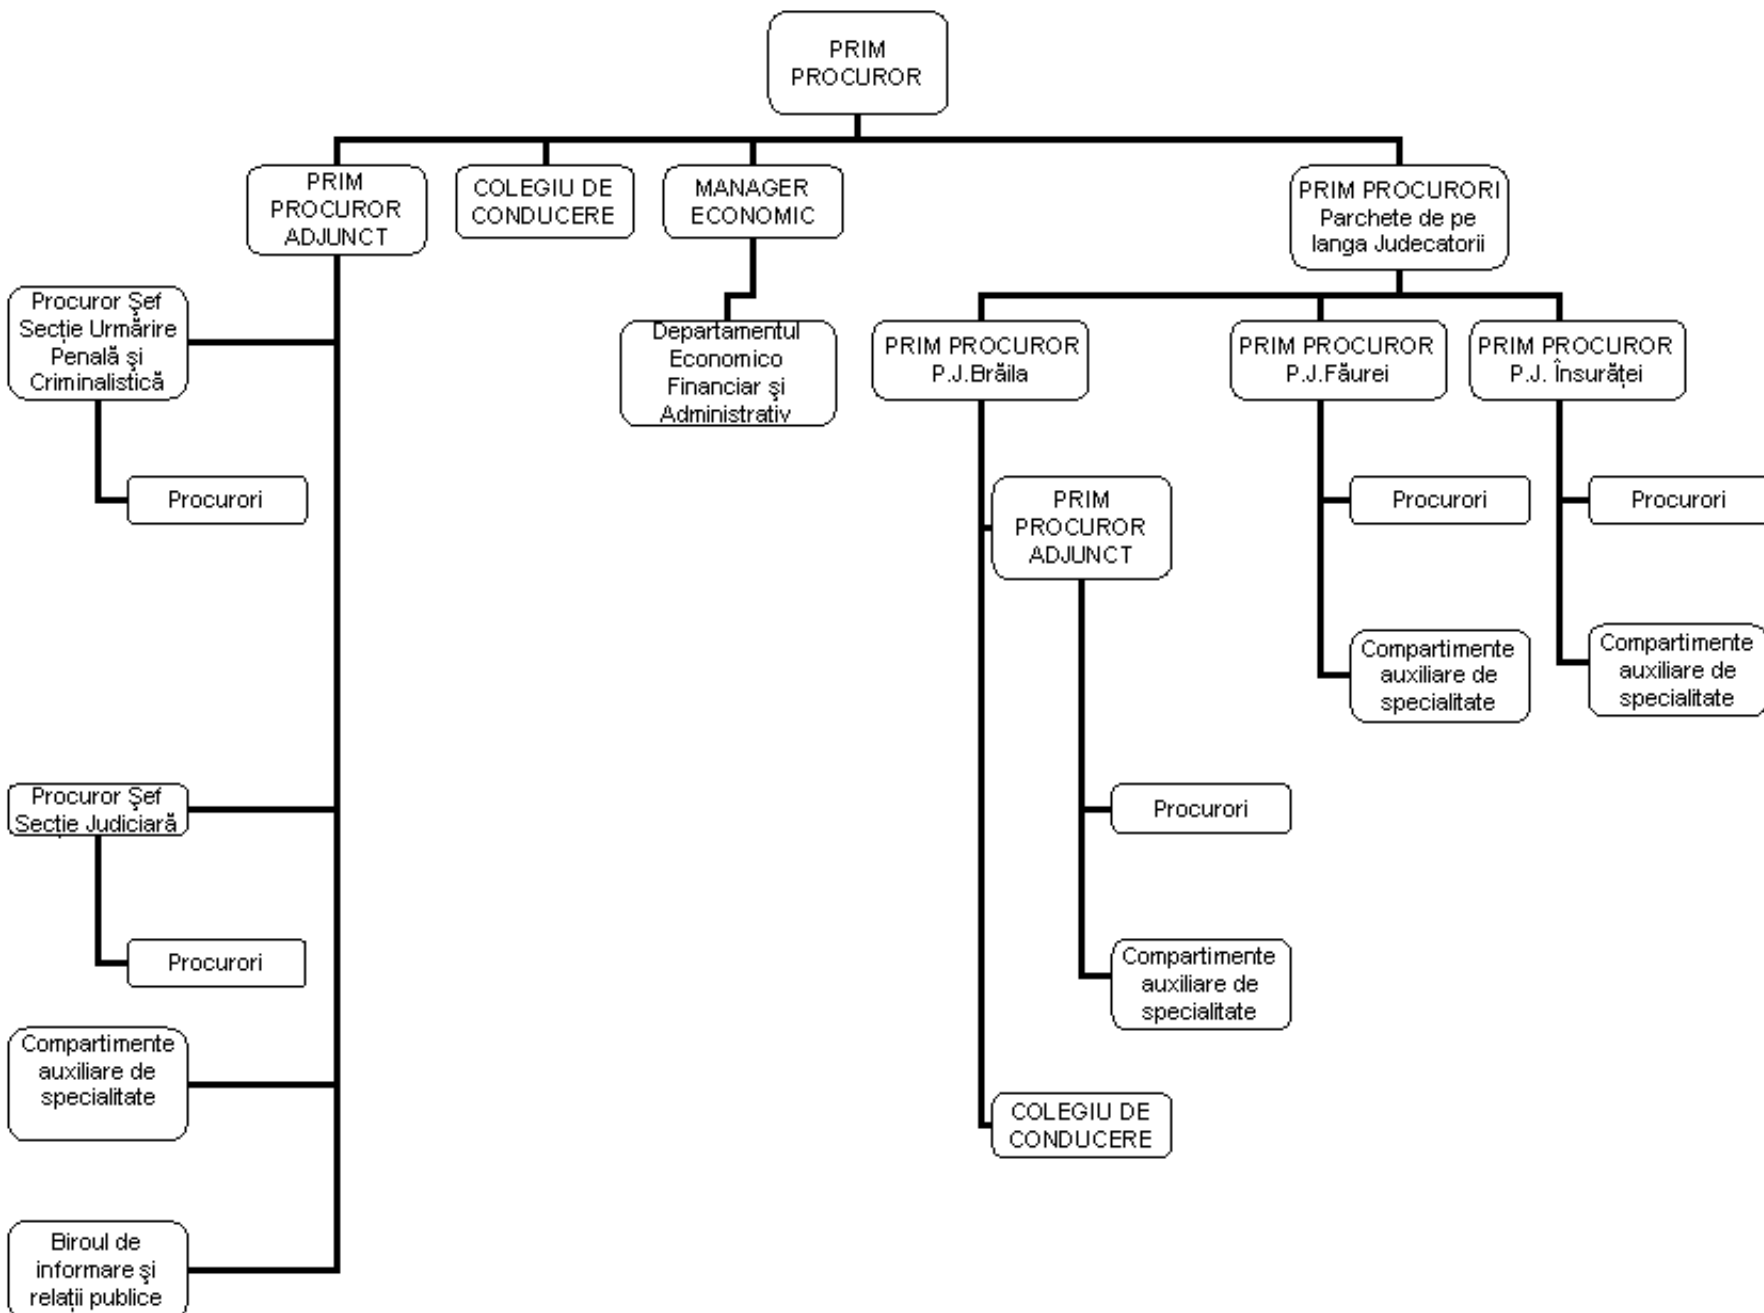 PRIM
PROCUROR
PRIM
PROCUROR
ADJUNCT
COLEGIU DE
CONDUCERE
MANAGER
ECONOMIC
PRIM PROCURORI
Parchete de pe
langa Judecatorii
Procuror Şef
Secţie Urmărire
Penală şi
Criminalistică
Procurori
Departamentul
Economico
Financiar şi
Administrativ
PRIM PROCUROR
P.J.Brăila
PRIM PROCUROR
P.J.Făurei
PRIM PROCUROR
P.J. Însurăţei
PRIM
PROCUROR
ADJUNCT
Procurori
Procurori
Compartimente
auxiliare de
specialitate
Compartimente
auxiliare de
specialitate
Procuror Şef
Secţie Judiciară
Procurori
Procurori
Compartimente
auxiliare de
specialitate
Compartimente
auxiliare de
specialitate
COLEGIU DE
CONDUCERE
Biroul de
informare şi
relaţii publice